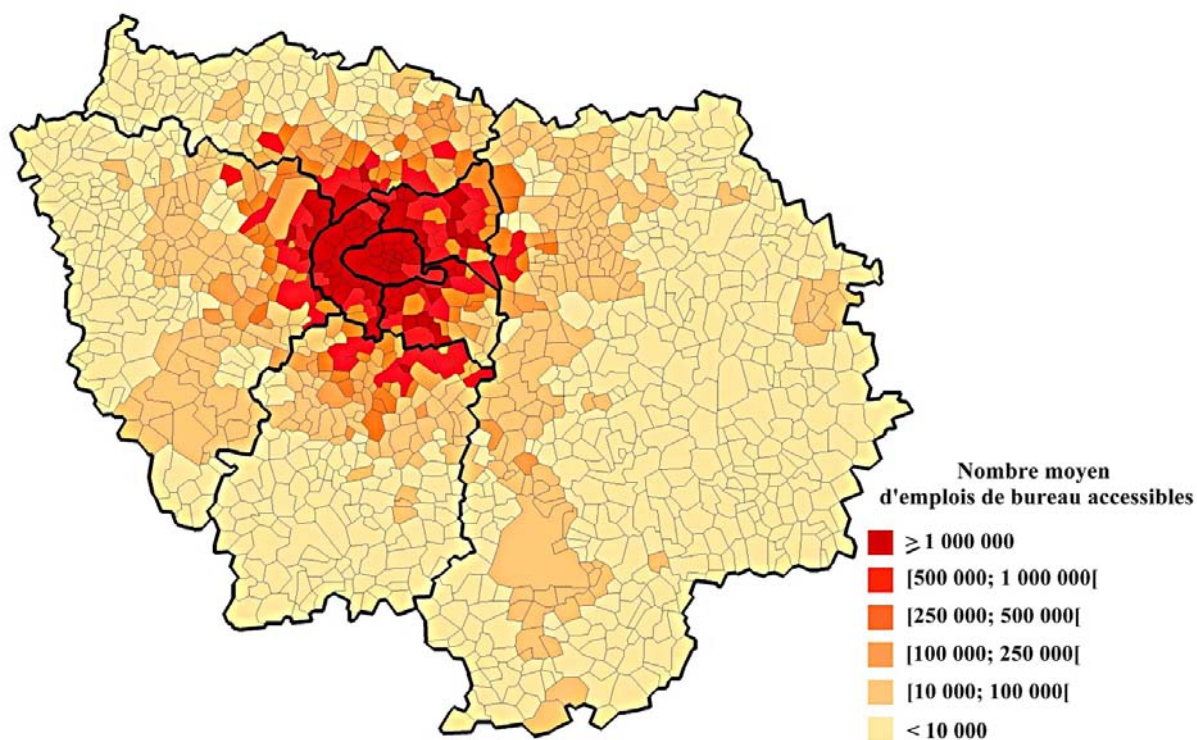 Nombre moyen
d'emplois de bureau accessibles
⩾ 1 000 000
[500 000; 1 000 000[
[250 000; 500 000[
[100 000; 250 000[
[10 000; 100 000[
< 10 000